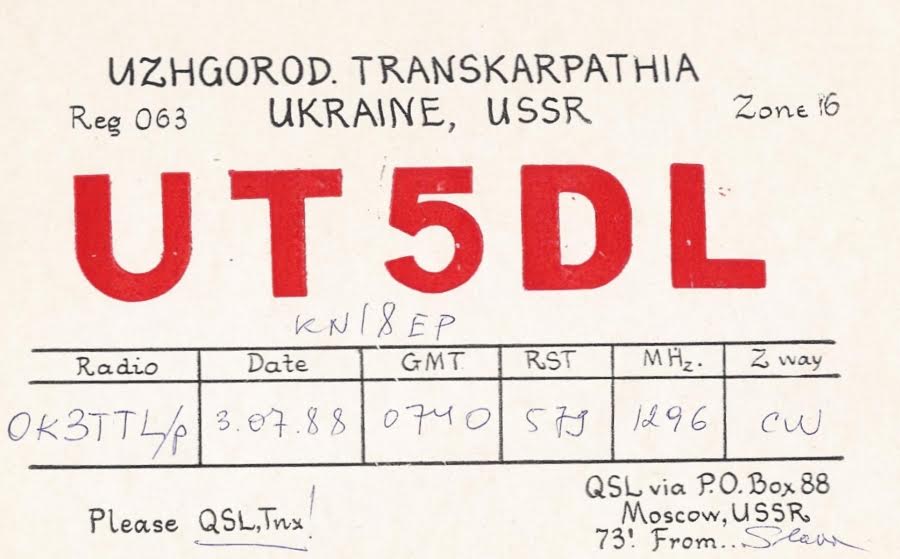 UZHGOROD. TRANSKARPATHIA
Reg 063 UKRAINE, USSR Zone 16
UT5DL
KN18EP
Radio Date GMT RST MHz. 2 way
OK3TTL/p 3.07.88 0740 579 1296 CW
QSL via P.O. Box 88
Please QSL, Tnx! Moscow, USSR
73! From.. Slava